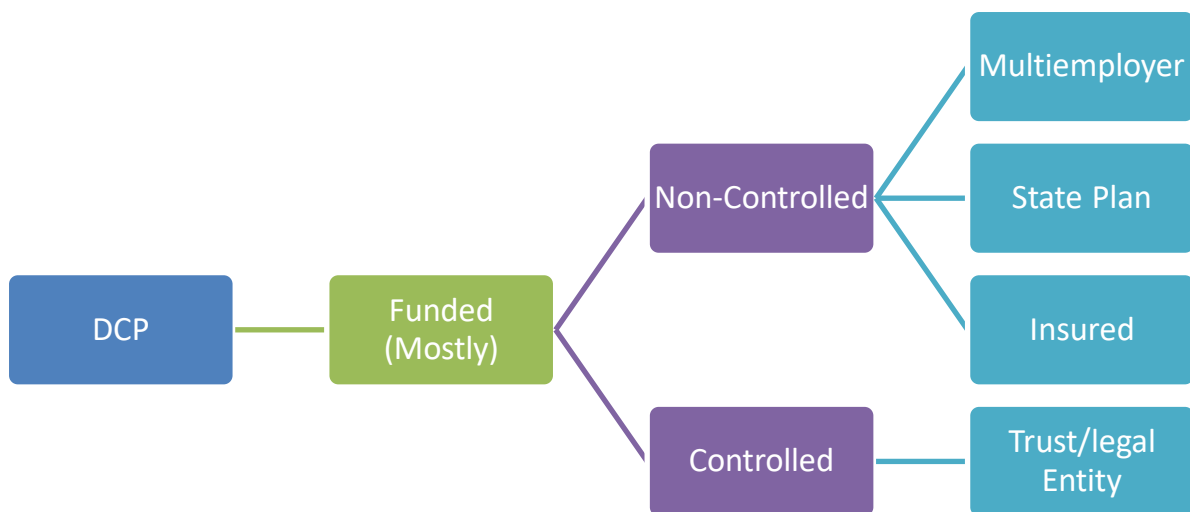 DCP
Funded
(Mostly)
Non-Controlled
Multiemployer
State Plan
Insured
Controlled
Trust/legal
Entity